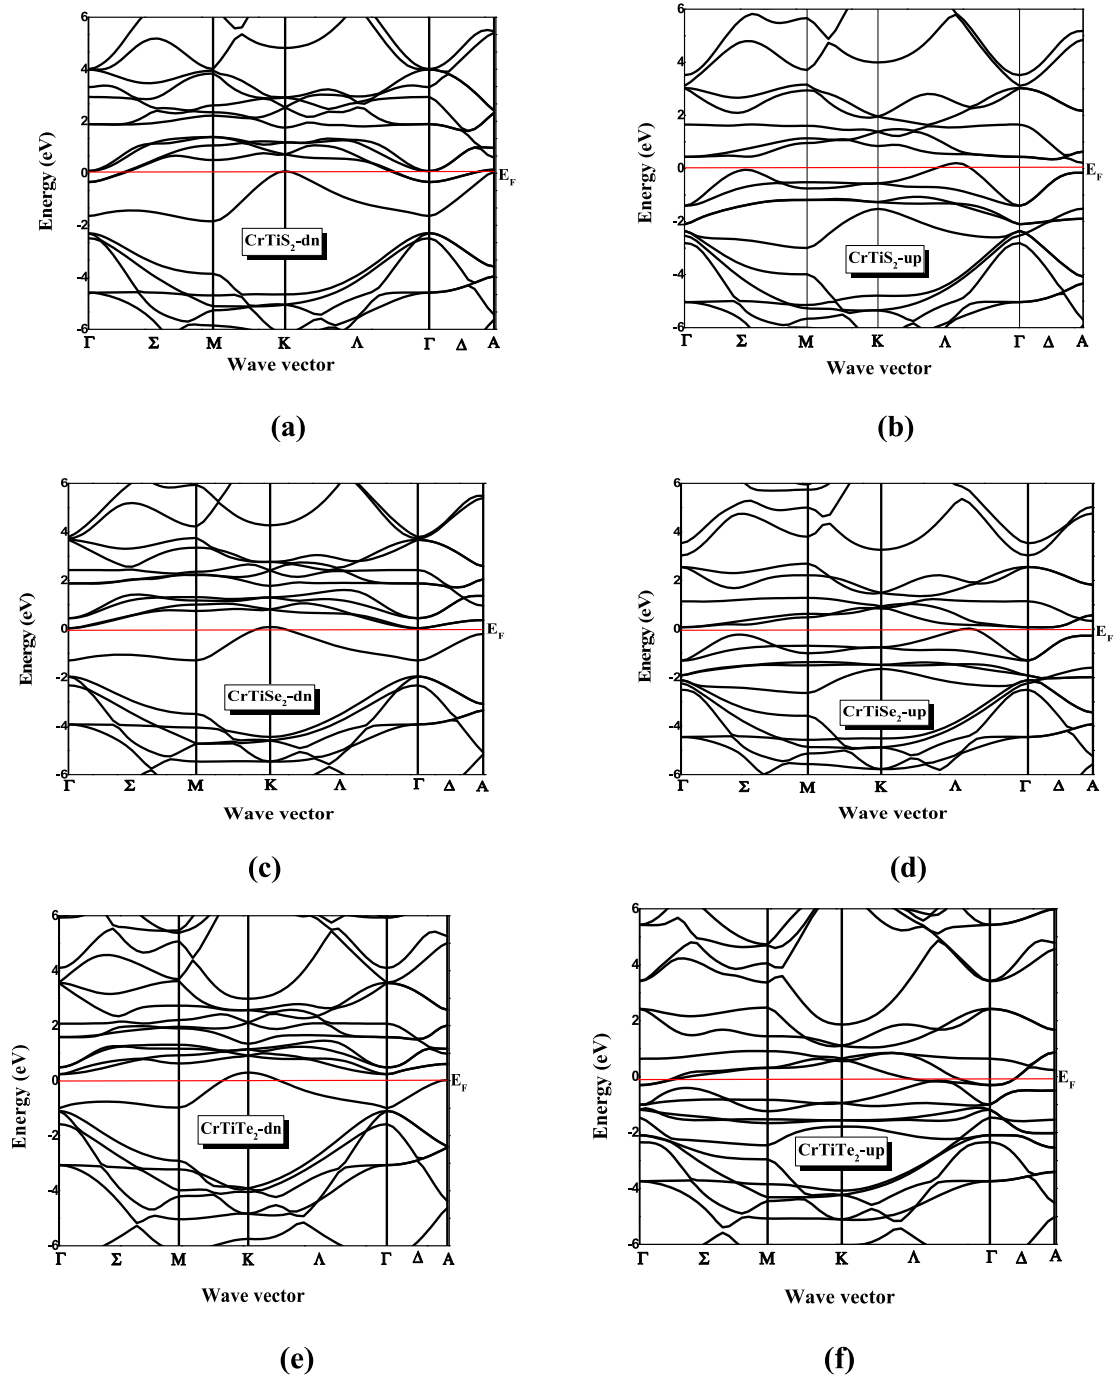 6
4
2
0
-2
-4
-6
Energy (eV)
E_F
CrTiS₂-dn
Γ Σ M K Λ Γ Δ A
Wave vector
(a)
6
4
2
0
-2
-4
-6
Energy (eV)
E_F
CrTiS₂-up
Γ Σ M K Λ Γ Δ A
Wave vector
(b)
6
4
2
0
-2
-4
-6
Energy (eV)
E_F
CrTiSe₂-dn
Γ Σ M K Λ Γ Δ A
Wave vector
(c)
6
4
2
0
-2
-4
-6
Energy (eV)
E_F
CrTiSe₂-up
Γ Σ M K Λ Γ Δ A
Wave vector
(d)
6
4
2
0
-2
-4
-6
Energy (eV)
E_F
CrTiTe₂-dn
Γ Σ M K Λ Γ Δ A
Wave vector
(e)
6
4
2
0
-2
-4
-6
Energy (eV)
E_F
CrTiTe₂-up
Γ Σ M K Λ Γ Δ A
Wave vector
(f)